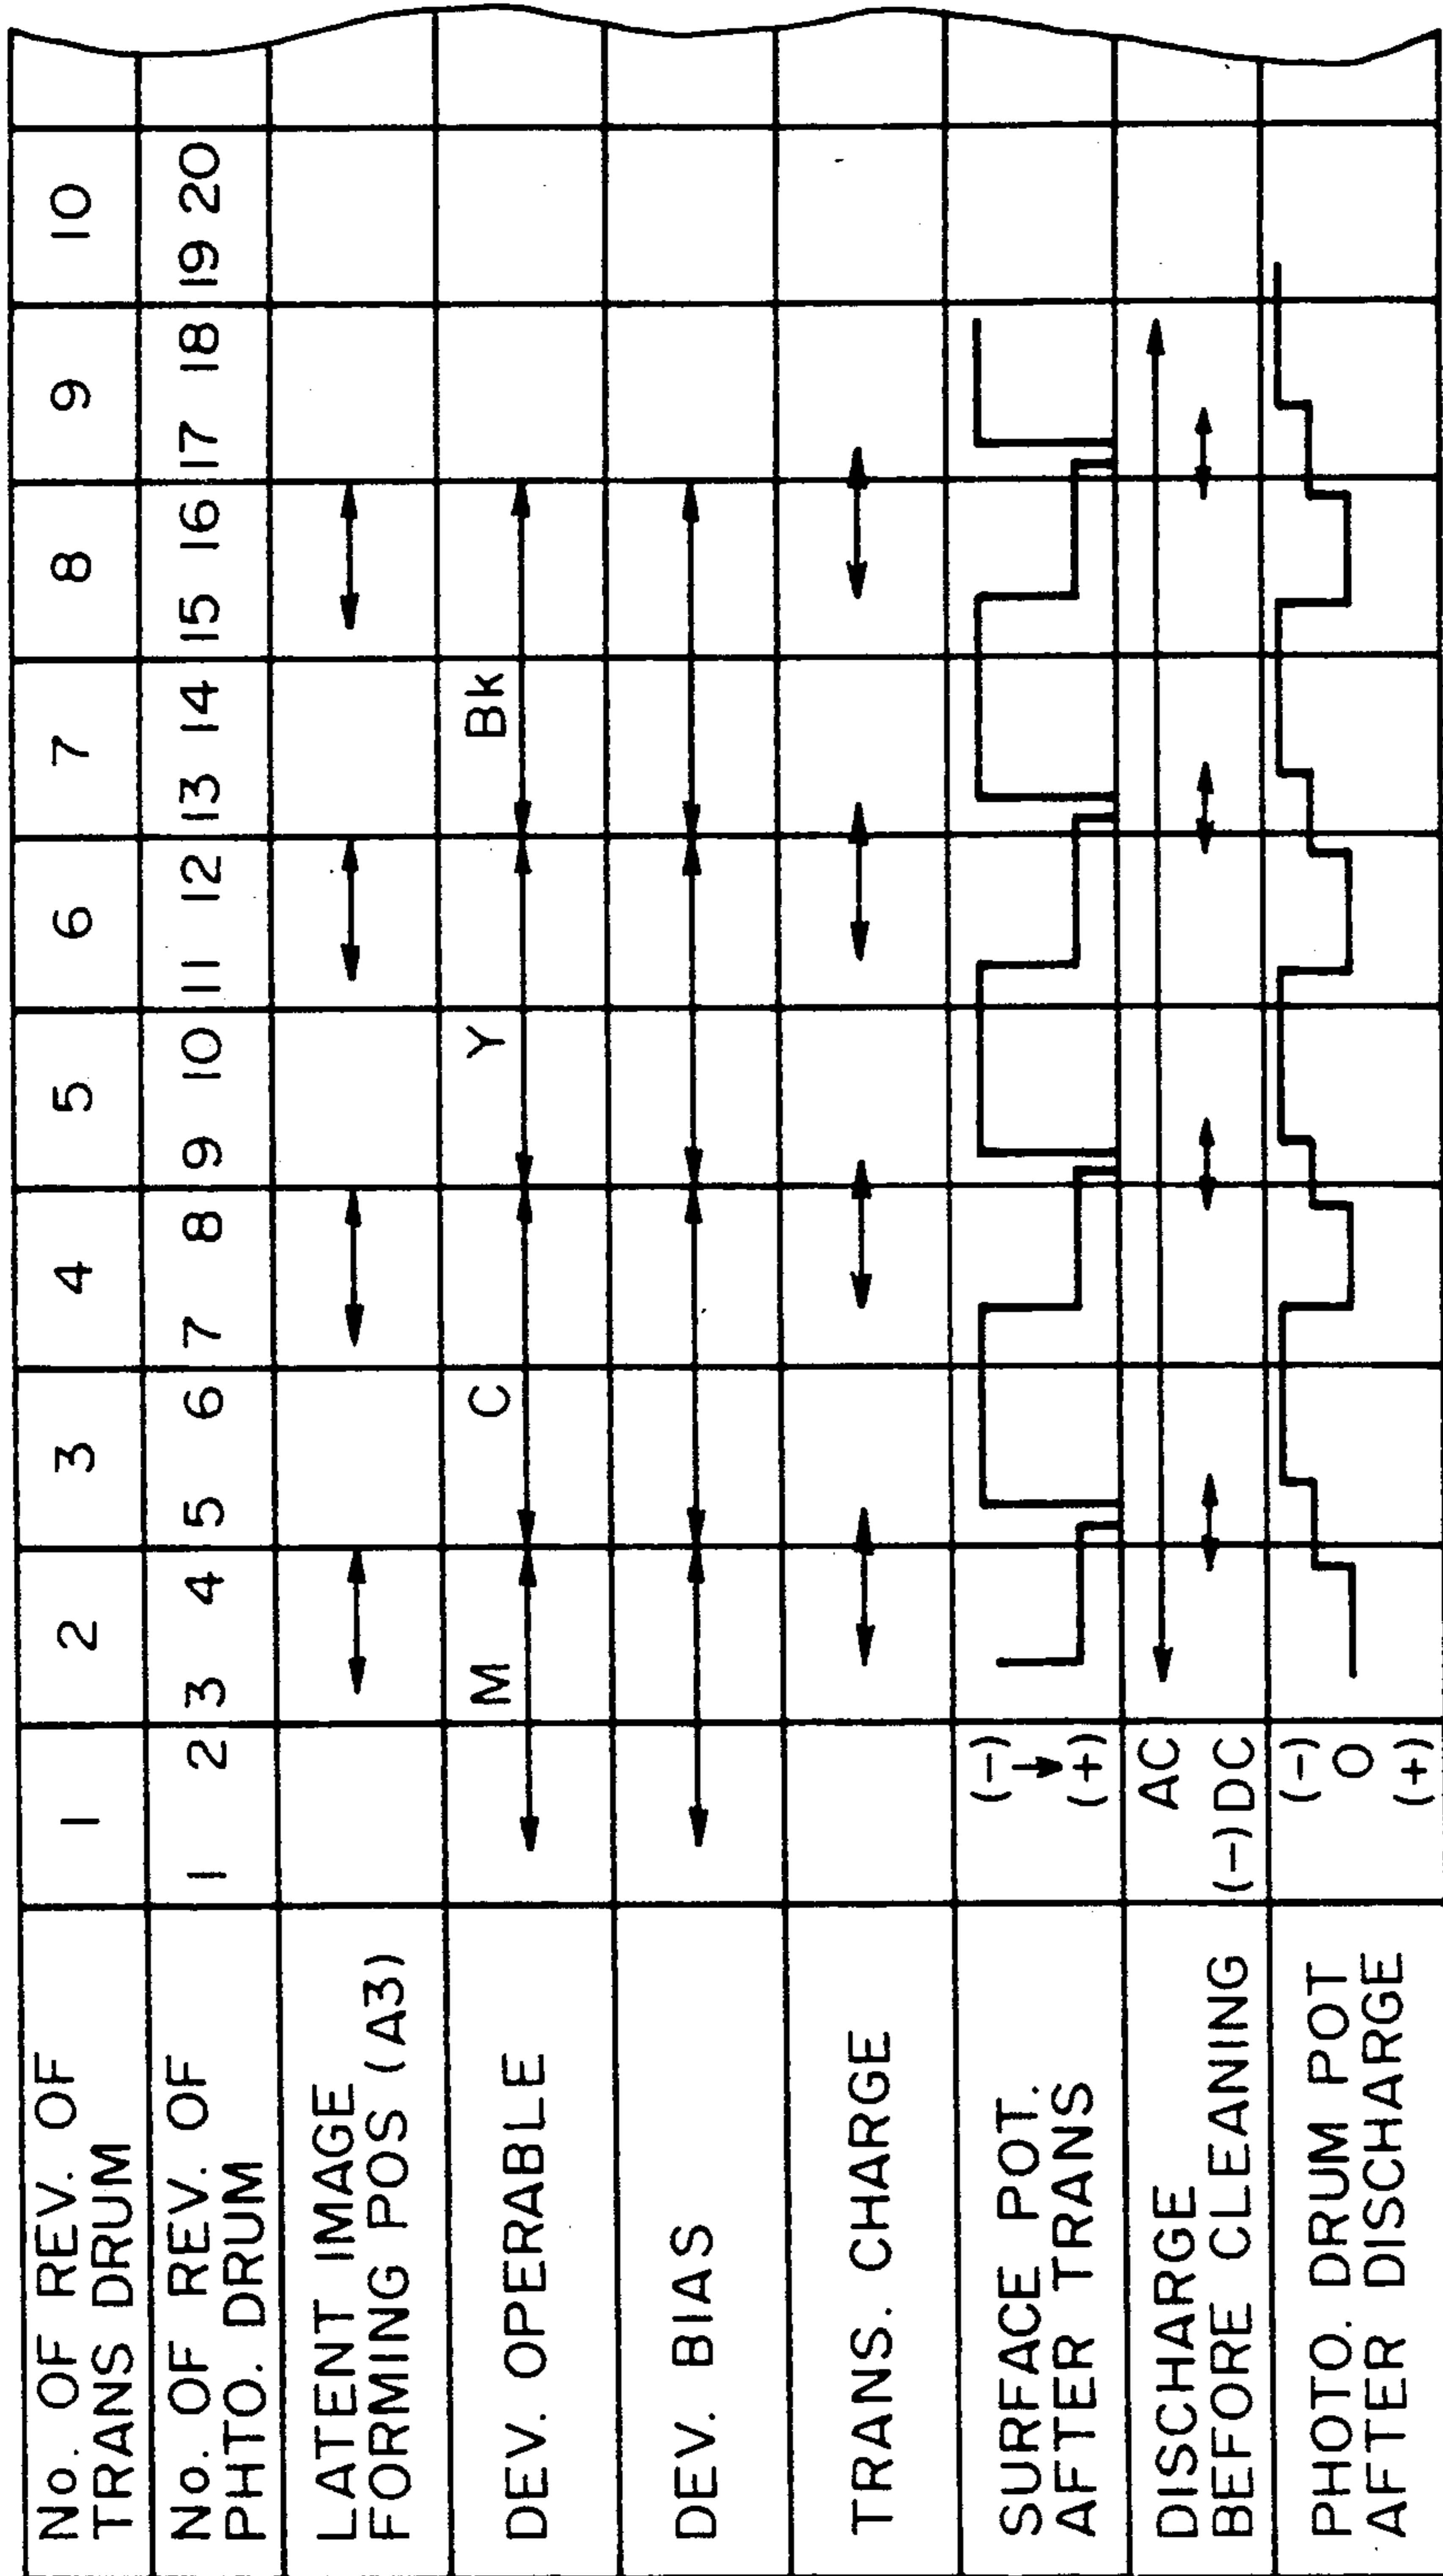 No. OF REV. OF
TRANS DRUM
1 2 3 4 5 6 7 8 9 10
No. OF REV. OF
PHTO. DRUM
1 2 3 4 5 6 7 8 9 10 11 12 13 14 15 16 17 18 19 20
LATENT IMAGE
FORMING POS (A3)
DEV. OPERABLE
M C Y Bk
DEV. BIAS
TRANS. CHARGE
SURFACE POT.
AFTER TRANS
(-)
(+)
DISCHARGE
BEFORE CLEANING
AC
(-)DC
PHOTO. DRUM POT
AFTER DISCHARGE
(-)
0
(+)